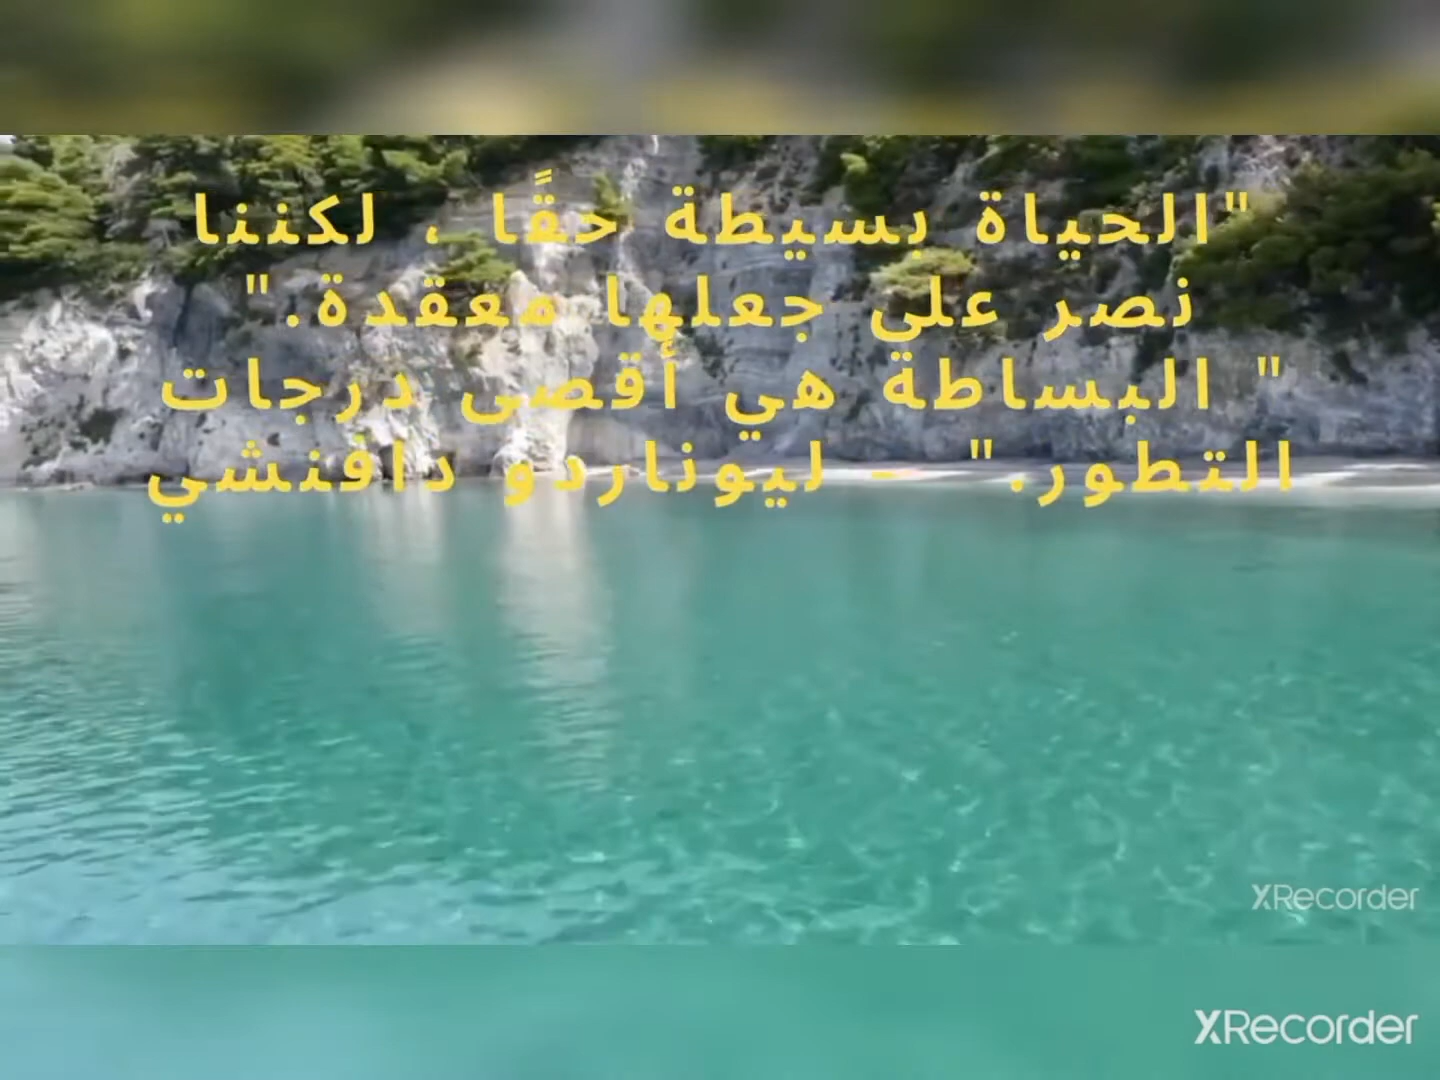 "الحياة بسيطة حقًا ، لكننا
نصر على جعلها معقدة."
" البساطة هي أقصى درجات
التطور." - ليوناردو دافنشي
XRecorder
XRecorder